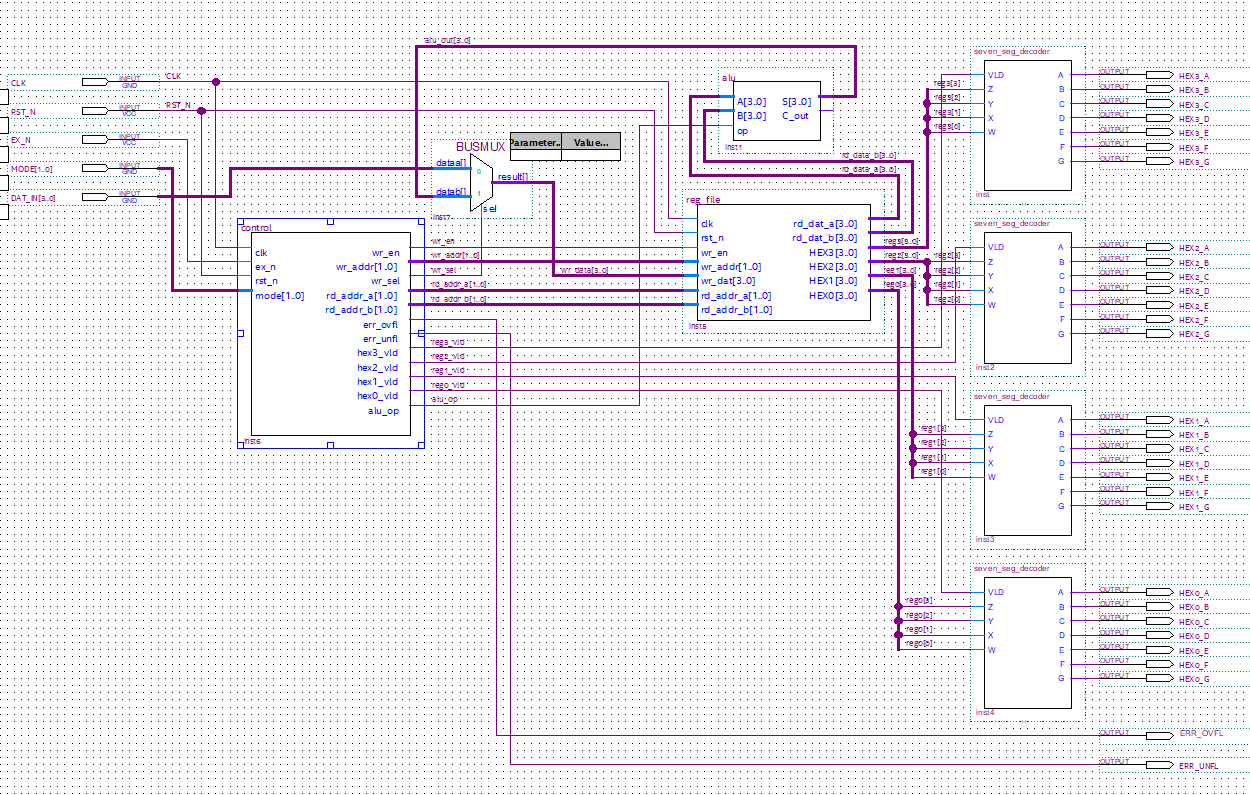 CLK INPUT GND CLK
RST_N INPUT VCC RST_N
EX_N INPUT VCC
MODE[1..0] INPUT GND
DAT_IN[3..0] INPUT GND
control
clk
ex_n
rst_n
mode[1..0]
wr_en
wr_addr[1..0]
wr_sel
rd_addr_a[1..0]
rd_addr_b[1..0]
err_ovfl
err_unfl
hex3_vld
hex2_vld
hex1_vld
hex0_vld
alu_op
inst6
wr_en
wr_addr[1..0]
wr_sel
rd_addr_a[1..0]
rd_addr_b[1..0]
reg3_vld
reg2_vld
reg1_vld
reg0_vld
alu_op
alu_out[3..0]
BUSMUX
dataa[]
0
datab[]
1
sel
result[]
inst7
Parameter... Value...
wr_data[3..0]
alu
A[3..0] S[3..0]
B[3..0] C_out
op
inst1
rd_data_b[3..0]
rd_data_a[3..0]
reg_file
clk rd_dat_a[3..0]
rst_n rd_dat_b[3..0]
wr_en HEX3[3..0]
wr_addr[1..0] HEX2[3..0]
wr_dat[3..0] HEX1[3..0]
rd_addr_a[1..0] HEX0[3..0]
rd_addr_b[1..0]
inst5
reg3[3..0]
reg2[3..0]
reg1[3..0]
reg0[3..0]
seven_seg_decoder
VLD A OUTPUT HEX3_A
reg3[3] Z B OUTPUT HEX3_B
reg3[2] Y C OUTPUT HEX3_C
reg3[1] X D OUTPUT HEX3_D
reg3[0] W E OUTPUT HEX3_E
F OUTPUT HEX3_F
G OUTPUT HEX3_G
inst
seven_seg_decoder
VLD A OUTPUT HEX2_A
reg2[3] Z B OUTPUT HEX2_B
reg2[2] Y C OUTPUT HEX2_C
reg2[1] X D OUTPUT HEX2_D
reg2[0] W E OUTPUT HEX2_E
F OUTPUT HEX2_F
G OUTPUT HEX2_G
inst2
seven_seg_decoder
VLD A OUTPUT HEX1_A
reg1[3] Z B OUTPUT HEX1_B
reg1[2] Y C OUTPUT HEX1_C
reg1[1] X D OUTPUT HEX1_D
reg1[0] W E OUTPUT HEX1_E
F OUTPUT HEX1_F
G OUTPUT HEX1_G
inst3
seven_seg_decoder
VLD A OUTPUT HEX0_A
reg0[3] Z B OUTPUT HEX0_B
reg0[2] Y C OUTPUT HEX0_C
reg0[1] X D OUTPUT HEX0_D
reg0[0] W E OUTPUT HEX0_E
F OUTPUT HEX0_F
G OUTPUT HEX0_G
inst4
OUTPUT ERR_OVFL
OUTPUT ERR_UNFL